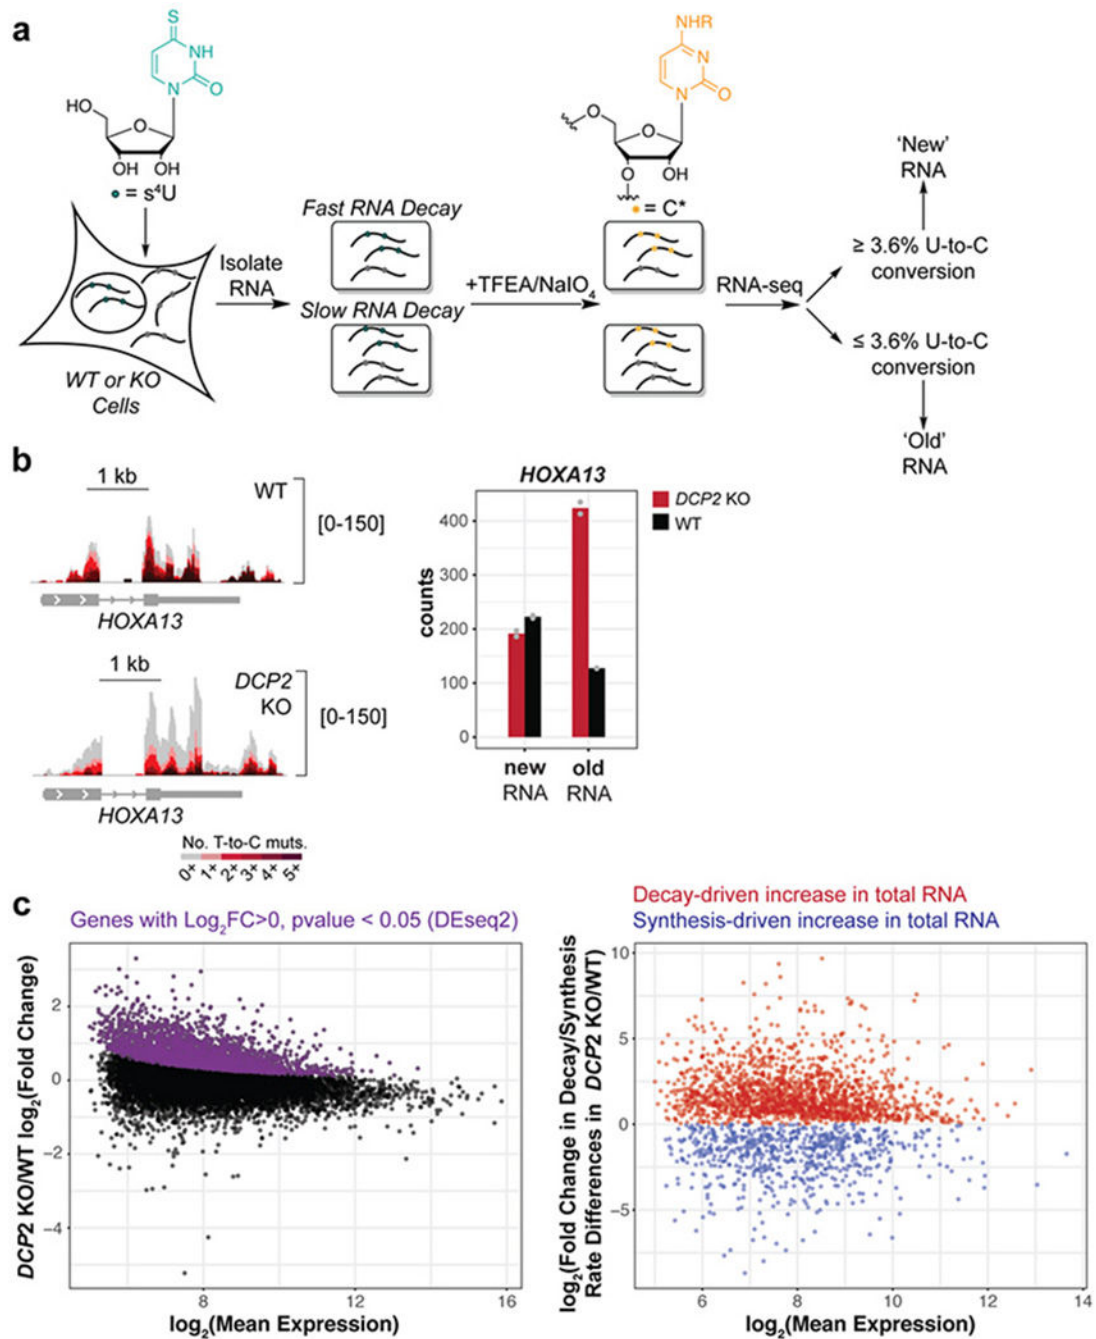 a
S
NH
N
O
HO
O
OH OH
= s⁴U
NHR
N
N
O
O
O
O
OH
= C*
WT or KO
Cells
Isolate
RNA
Fast RNA Decay
Slow RNA Decay
+TFEA/NaIO₄
RNA-seq
'New'
RNA
≥ 3.6% U-to-C
conversion
≤ 3.6% U-to-C
conversion
'Old'
RNA
b
1 kb
WT
[0-150]
HOXA13
1 kb
DCP2
KO
[0-150]
HOXA13
No. T-to-C muts.
0× 1× 2× 3× 4× 5×
HOXA13
DCP2 KO
WT
counts
400
300
200
100
0
new
RNA
old
RNA
c
Genes with Log₂FC>0, pvalue < 0.05 (DEseq2)
DCP2 KO/WT log₂(Fold Change)
2
0
−2
−4
8 12 16
log₂(Mean Expression)
Decay-driven increase in total RNA
Synthesis-driven increase in total RNA
log₂(Fold Change in Decay/Synthesis
Rate Differences in DCP2 KO/WT)
10
5
0
−5
6 8 10 12 14
log₂(Mean Expression)